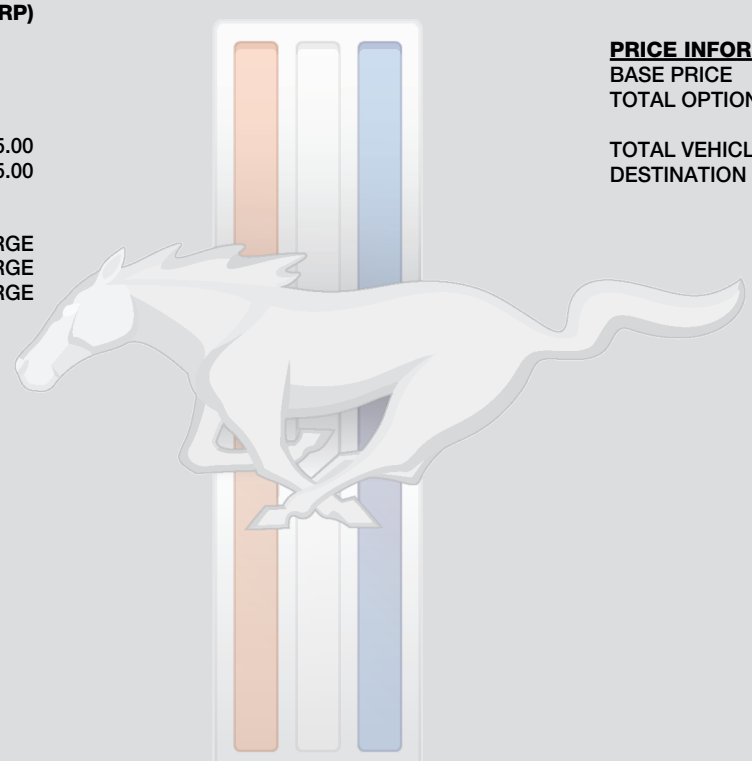 RP)
5.00
5.00
RGE
RGE
RGE
PRICE INFOR
BASE PRICE
TOTAL OPTION
TOTAL VEHICL
DESTINATION